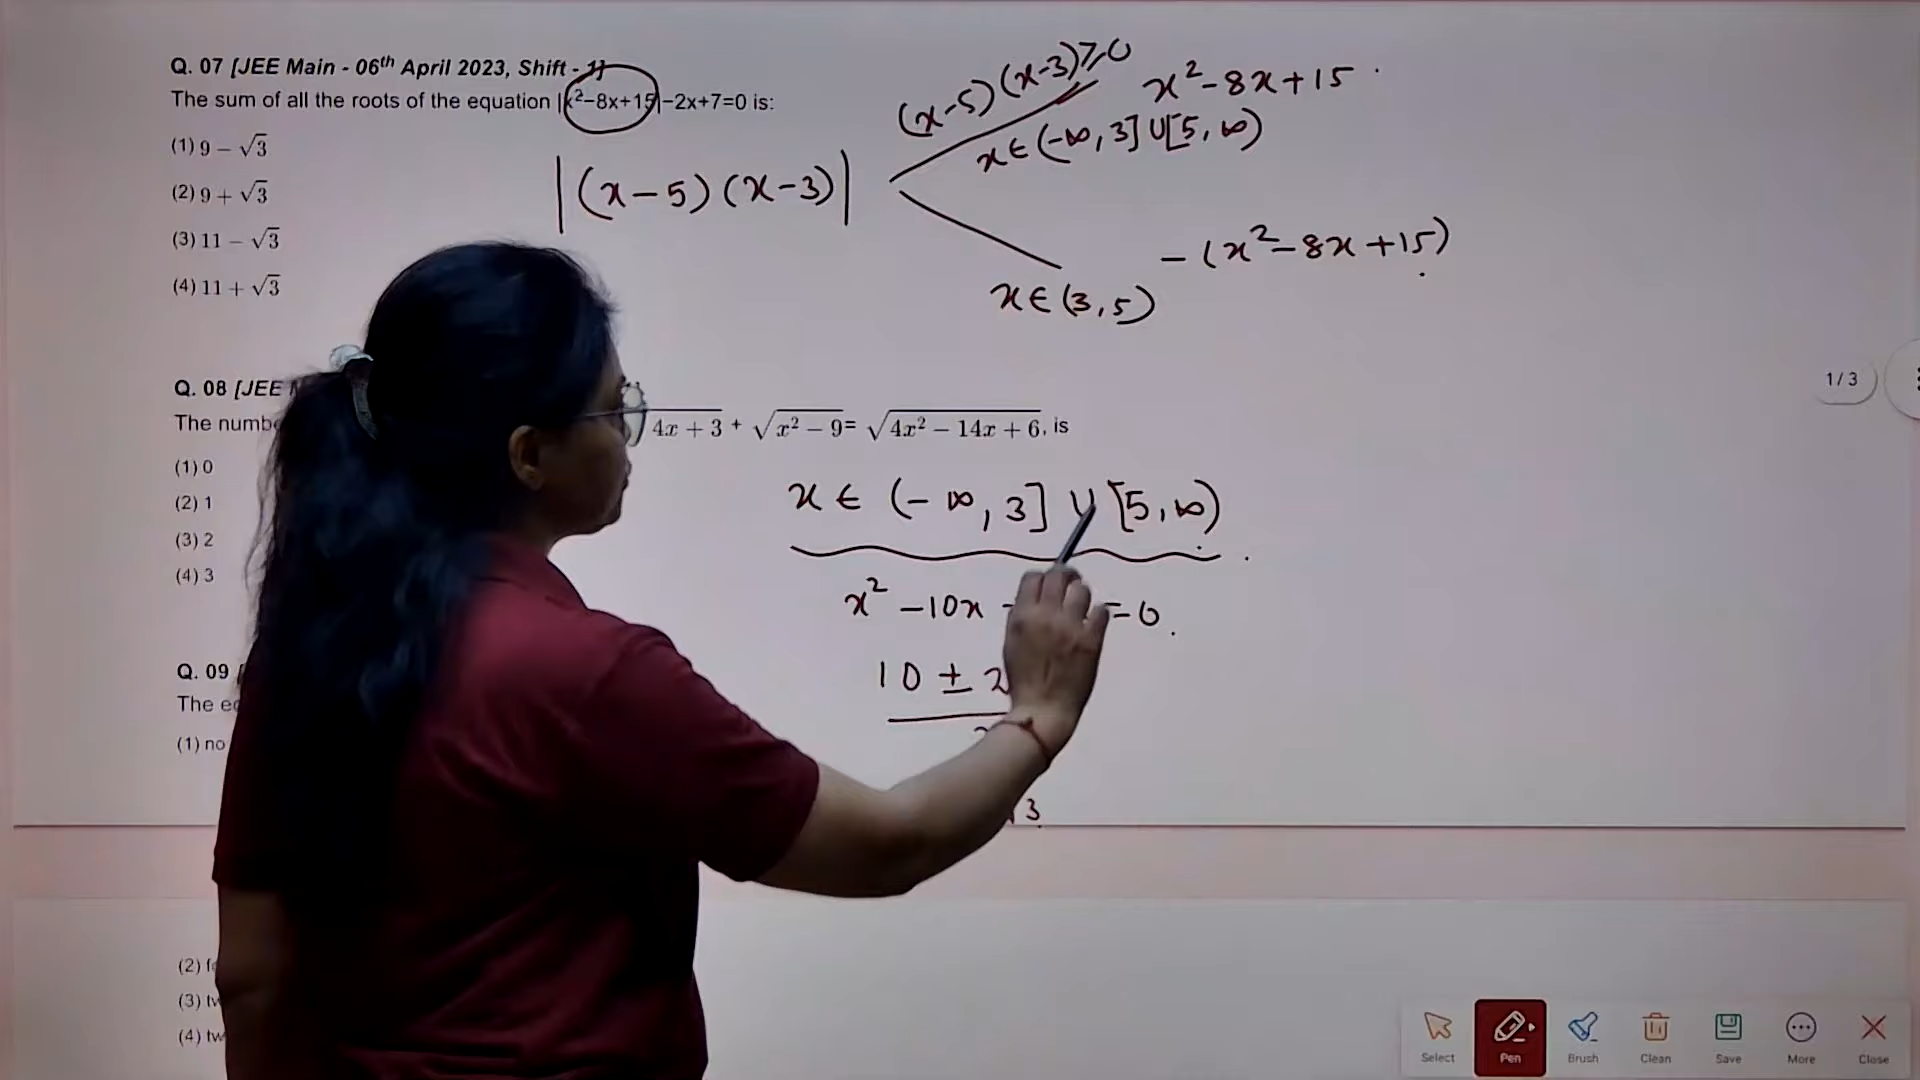 Q. 07 [JEE Main - 06th April 2023, Shift - 1]
The sum of all the roots of the equation |x²−8x+15|−2x+7=0 is:
(1) 9 − √3
(2) 9 + √3
(3) 11 − √3
(4) 11 + √3
(x-5)(x-3)≥0
x²-8x+15
x∈(-∞,3]∪[5,∞)
|(x-5)(x-3)|
-(x²-8x+15)
x∈(3,5)
1 / 3
Q. 08 [JEE
The 4x + 3 + √x² − 9= √4x² − 14x + 6, is
(1) 0
(2) 1
(3) 2
(4) 3
x ∈ (-∞,3] ∪ [5,∞)
x² -10x =0
10 ± 2
3
Q. 09
The
(1) no
(2)
(3)
(4)
Select
Pen
Brush
Clean
Save
More
Close